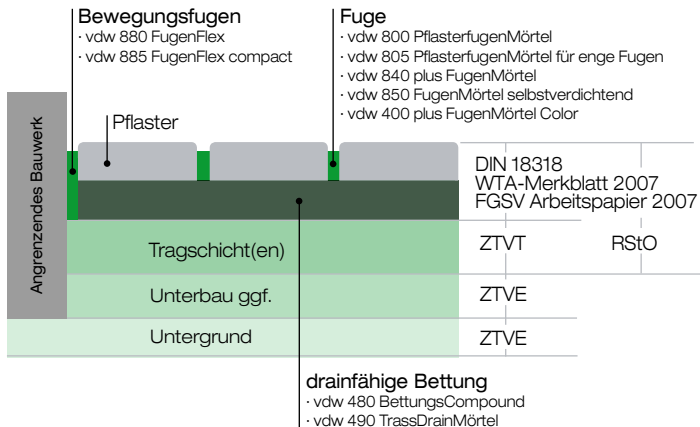 Bewegungsfugen
· vdw 880 FugenFlex
· vdw 885 FugenFlex compact
Fuge
· vdw 800 PflasterfugenMörtel
· vdw 805 PflasterfugenMörtel für enge Fugen
· vdw 840 plus FugenMörtel
· vdw 850 FugenMörtel selbstverdichtend
· vdw 400 plus FugenMörtel Color
Angrenzendes Bauwerk
Pflaster
DIN 18318
WTA-Merkblatt 2007
FGSV Arbeitspapier 2007
Tragschicht(en)
ZTVT
RStO
Unterbau ggf.
ZTVE
Untergrund
ZTVE
drainfähige Bettung
· vdw 480 BettungsCompound
· vdw 490 TrassDrainMörtel